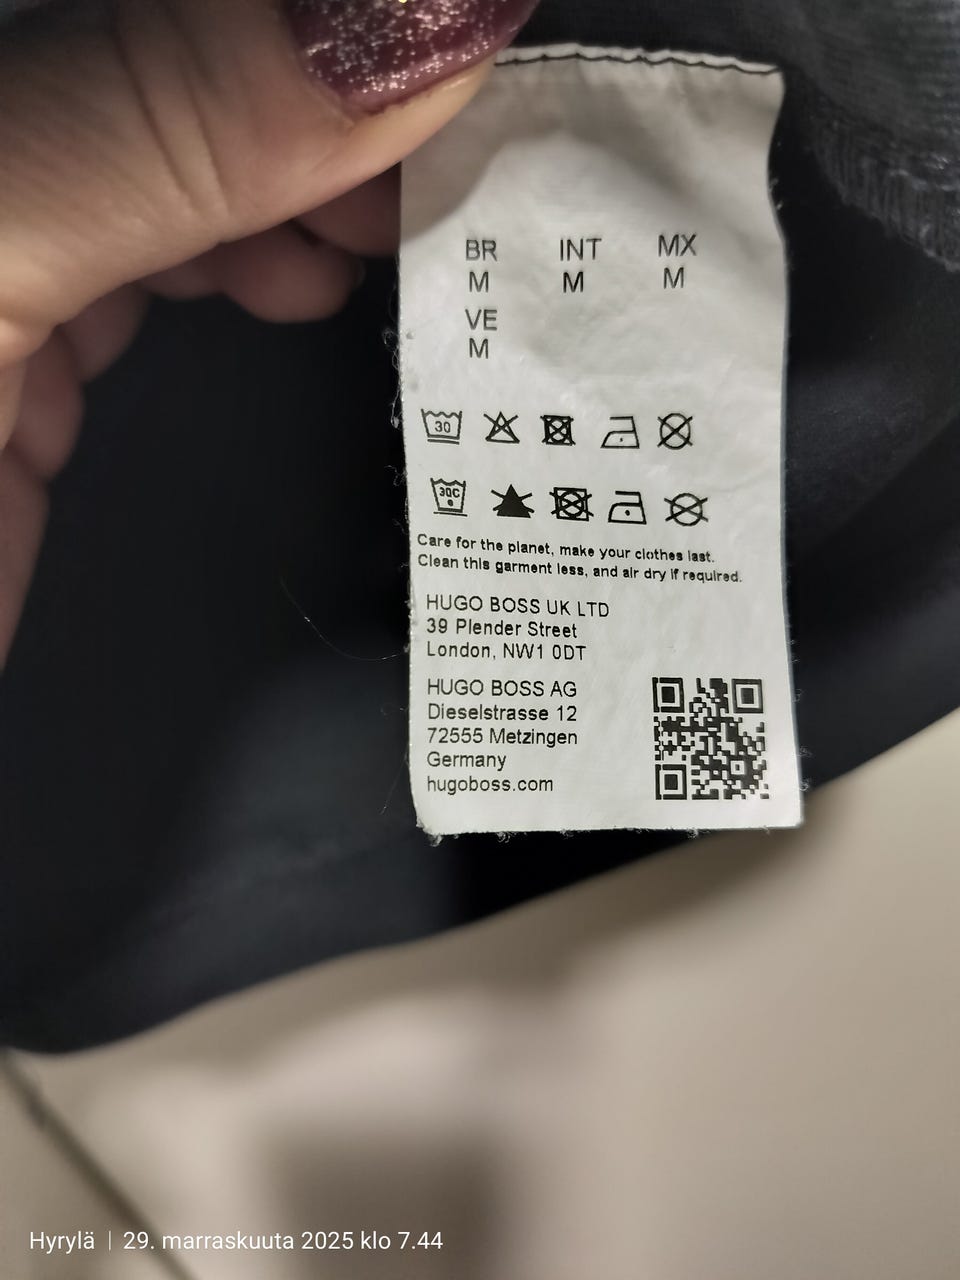 BR INT MX
M M M
VE
M
30
30C
Care for the planet, make your clothes last.
Clean this garment less, and air dry if required.
HUGO BOSS UK LTD
39 Plender Street
London, NW1 0DT
HUGO BOSS AG
Dieselstrasse 12
72555 Metzingen
Germany
hugoboss.com
Hyrylä | 29. marraskuuta 2025 klo 7.44